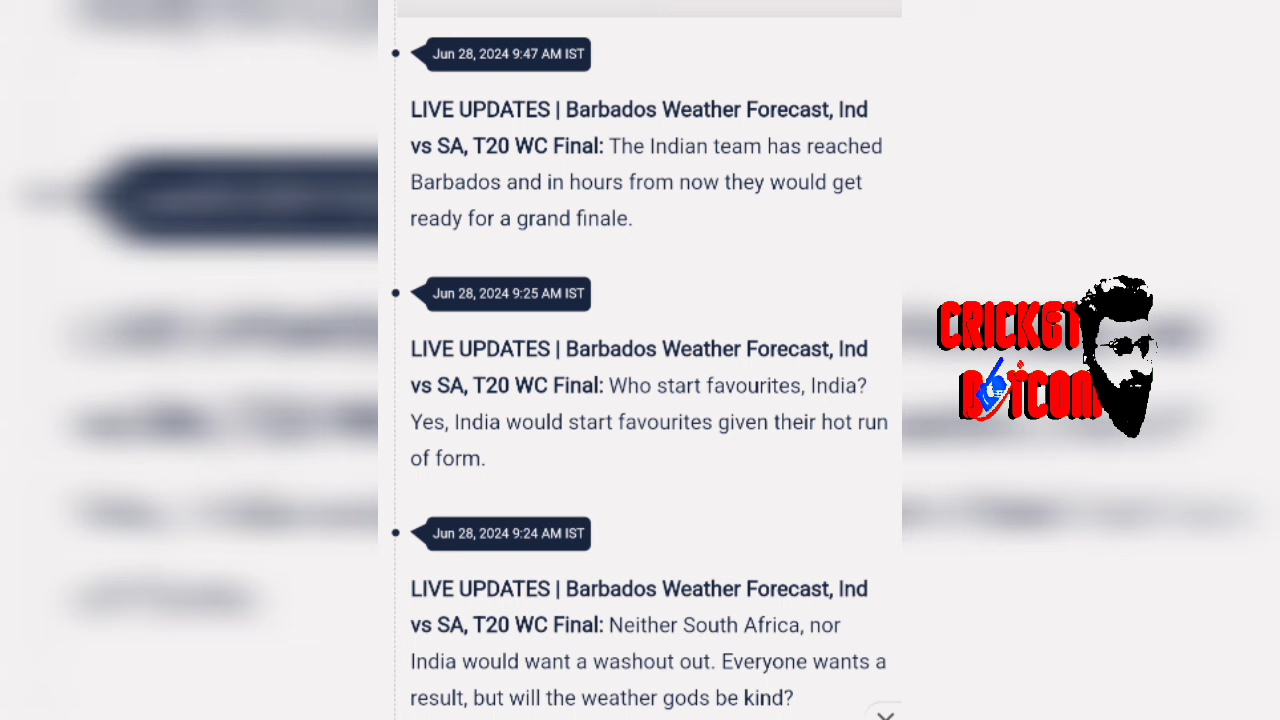 Jun 28, 2024 9:47 AM IST
LIVE UPDATES | Barbados Weather Forecast, Ind
vs SA, T20 WC Final: The Indian team has reached
Barbados and in hours from now they would get
ready for a grand finale.
Jun 28, 2024 9:25 AM IST
LIVE UPDATES | Barbados Weather Forecast, Ind
vs SA, T20 WC Final: Who start favourites, India?
Yes, India would start favourites given their hot run
of form.
Jun 28, 2024 9:24 AM IST
LIVE UPDATES | Barbados Weather Forecast, Ind
vs SA, T20 WC Final: Neither South Africa, nor
India would want a washout out. Everyone wants a
result, but will the weather gods be kind?
CRICKET
DOTCOM